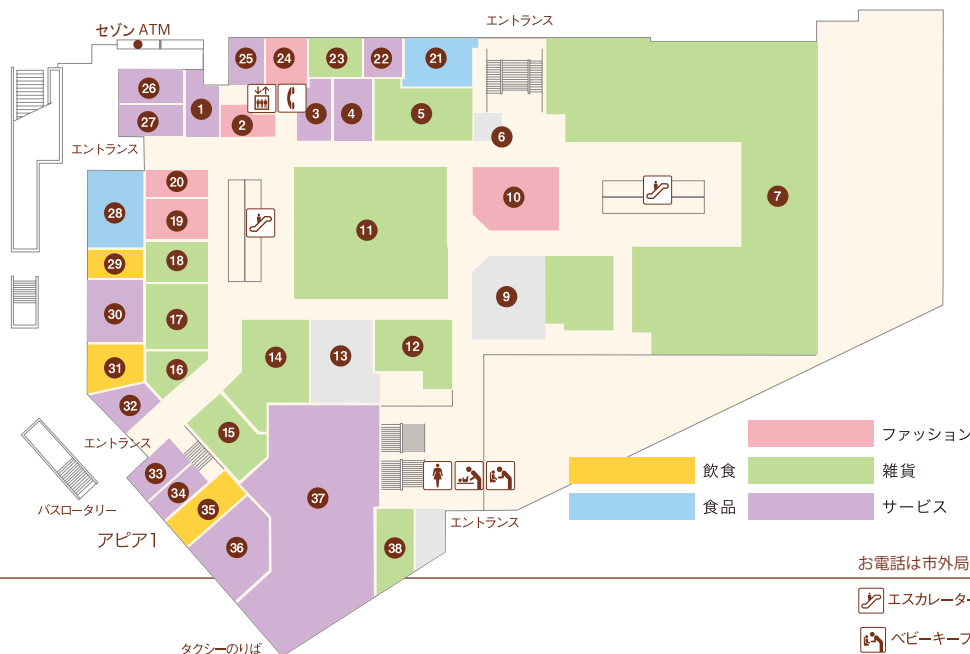 エントランス
セゾン ATM
25
24
23
22
21
26
1
27
2
3
4
5
6
エントランス
20
28
19
10
7
11
18
29
30
17
9
14
13
12
31
16
32
15
エントランス
33
34
35
37
36
38
バスロータリー
アピア1
エントランス
タクシーのりば
ファッション
飲食
雑貨
食品
サービス
お電話は市外局
エスカレーター
ベビーキープ